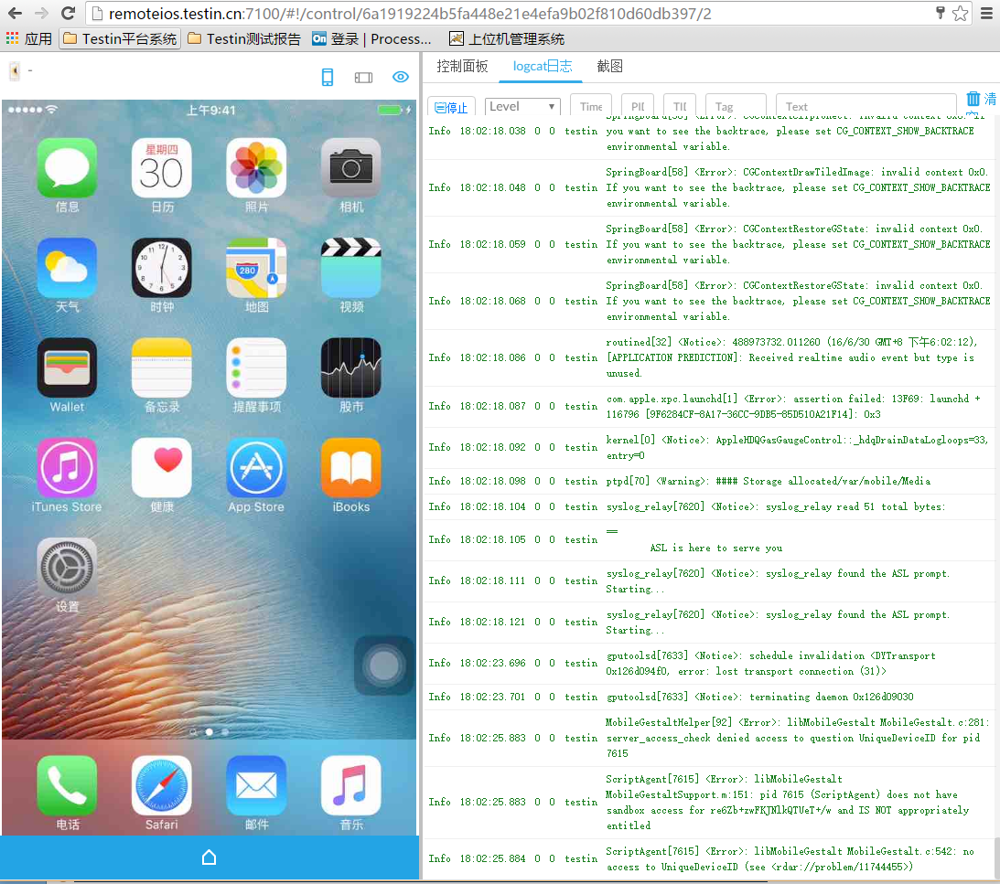 remoteios.testin.cn:7100/#!/control/6a1919224b5fa448e21e4efa9b02f810d60db397/2
应用 Testin平台系统 Testin测试报告 On 登录 | Process... 上位机管理系统
-
控制面板 logcat日志 截图
停止 Level Time PID TID Tag Text 清空
上午9:41
星期四
30
信息 日历 照片 相机
280
天气 时钟 地图 视频
Wallet 备忘录 提醒事项 股市
iTunes Store 健康 App Store iBooks
设置
电话 Safari 邮件 音乐
Info 18:02:18.038 0 0 testin SpringBoard[58] <Error>: CGContextClipToRect: invalid context 0x0. If
you want to see the backtrace, please set CG_CONTEXT_SHOW_BACKTRACE
environmental variable.
Info 18:02:18.048 0 0 testin SpringBoard[58] <Error>: CGContextDrawTiledImage: invalid context 0x0.
If you want to see the backtrace, please set CG_CONTEXT_SHOW_BACKTRACE
environmental variable.
Info 18:02:18.059 0 0 testin SpringBoard[58] <Error>: CGContextRestoreGState: invalid context 0x0.
If you want to see the backtrace, please set CG_CONTEXT_SHOW_BACKTRACE
environmental variable.
Info 18:02:18.068 0 0 testin SpringBoard[58] <Error>: CGContextRestoreGState: invalid context 0x0.
If you want to see the backtrace, please set CG_CONTEXT_SHOW_BACKTRACE
environmental variable.
Info 18:02:18.086 0 0 testin routined[32] <Notice>: 488973732.011260 (16/6/30 GMT+8 下午6:02:12),
[APPLICATION PREDICTION]: Received realtime audio event but type is
unused.
Info 18:02:18.087 0 0 testin com.apple.xpc.launchd[1] <Error>: assertion failed: 13F69: launchd +
116796 [9F6284CF-8A17-36CC-9DB5-85D510A21F14]: 0x3
Info 18:02:18.092 0 0 testin kernel[0] <Notice>: AppleHDQGasGaugeControl::_hdqDrainDataLogloops=33,
entry=0
Info 18:02:18.098 0 0 testin ptpd[70] <Warning>: #### Storage allocated/var/mobile/Media
Info 18:02:18.104 0 0 testin syslog_relay[7620] <Notice>: syslog_relay read 51 total bytes:
Info 18:02:18.105 0 0 testin ==
ASL is here to serve you
Info 18:02:18.111 0 0 testin syslog_relay[7620] <Notice>: syslog_relay found the ASL prompt.
Starting...
Info 18:02:18.121 0 0 testin syslog_relay[7620] <Notice>: syslog_relay found the ASL prompt.
Starting...
Info 18:02:23.696 0 0 testin gputoolsd[7633] <Notice>: schedule invalidation <DYTransport
0x126d094f0, error: lost transport connection (31)>
Info 18:02:23.701 0 0 testin gputoolsd[7633] <Notice>: terminating daemon 0x126d09030
Info 18:02:25.883 0 0 testin MobileGestaltHelper[92] <Error>: libMobileGestalt MobileGestalt.c:281:
server_access_check denied access to question UniqueDeviceID for pid
7615
Info 18:02:25.883 0 0 testin ScriptAgent[7615] <Error>: libMobileGestalt
MobileGestaltSupport.m:151: pid 7615 (ScriptAgent) does not have
sandbox access for re6Zb+zwFKJNlkQTUeT+/w and IS NOT appropriately
entitled
Info 18:02:25.884 0 0 testin ScriptAgent[7615] <Error>: libMobileGestalt MobileGestalt.c:542: no
access to UniqueDeviceID (see <rdar://problem/11744455>)